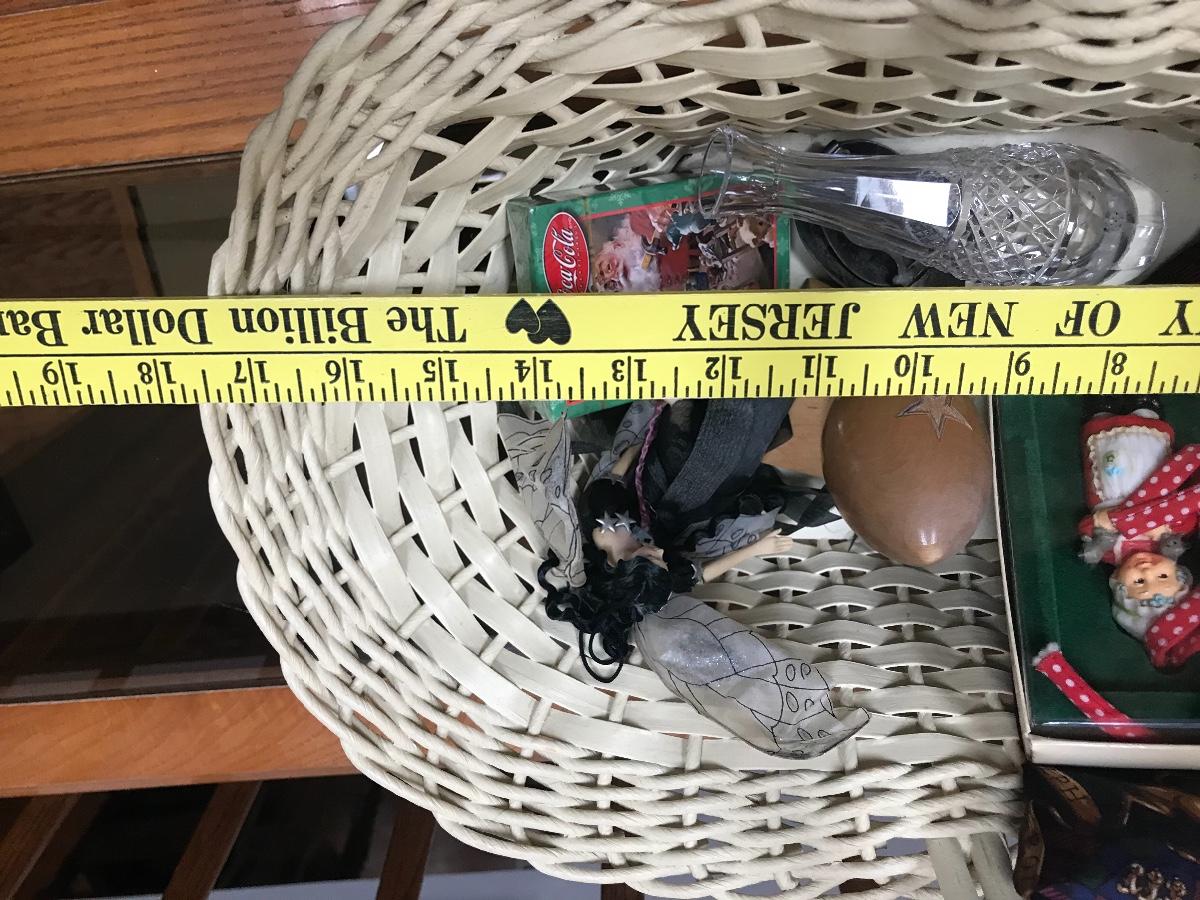 Y OF NEW JERSEY The Billion Dollar Ban
8 9 10 11 12 13 14 15 16 17 18 19
Coca-Cola